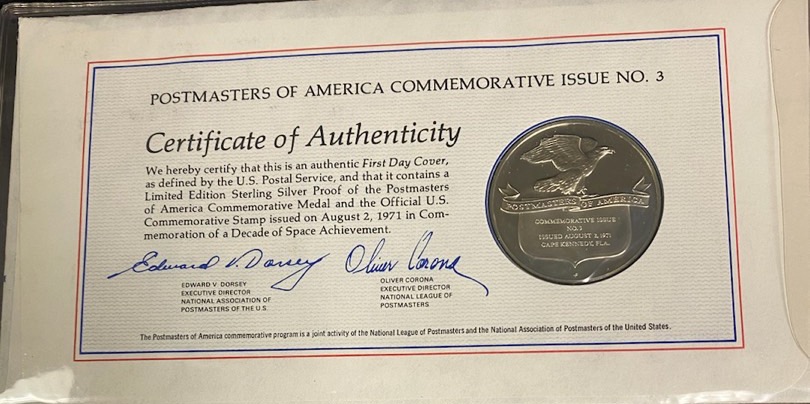 POSTMASTERS OF AMERICA COMMEMORATIVE ISSUE NO. 3
Certificate of Authenticity
We hereby certify that this is an authentic First Day Cover,
as defined by the U.S. Postal Service, and that it contains a
Limited Edition Sterling Silver Proof of the Postmasters
of America Commemorative Medal and the Official U.S.
Commemorative Stamp issued on August 2, 1971 in Com-
memoration of a Decade of Space Achievement.
Edward V. Dorsey
EDWARD V. DORSEY
EXECUTIVE DIRECTOR
NATIONAL ASSOCIATION OF
POSTMASTERS OF THE U.S.
Oliver Corona
OLIVER CORONA
EXECUTIVE DIRECTOR
NATIONAL LEAGUE OF
POSTMASTERS
POSTMASTERS OF AMERICA
COMMEMORATIVE ISSUE
NO. 3
ISSUED AUGUST 2, 1971
CAPE KENNEDY, FLA.
The Postmasters of America commemorative program is a joint activity of the National League of Postmasters and the National Association of Postmasters of the United States.